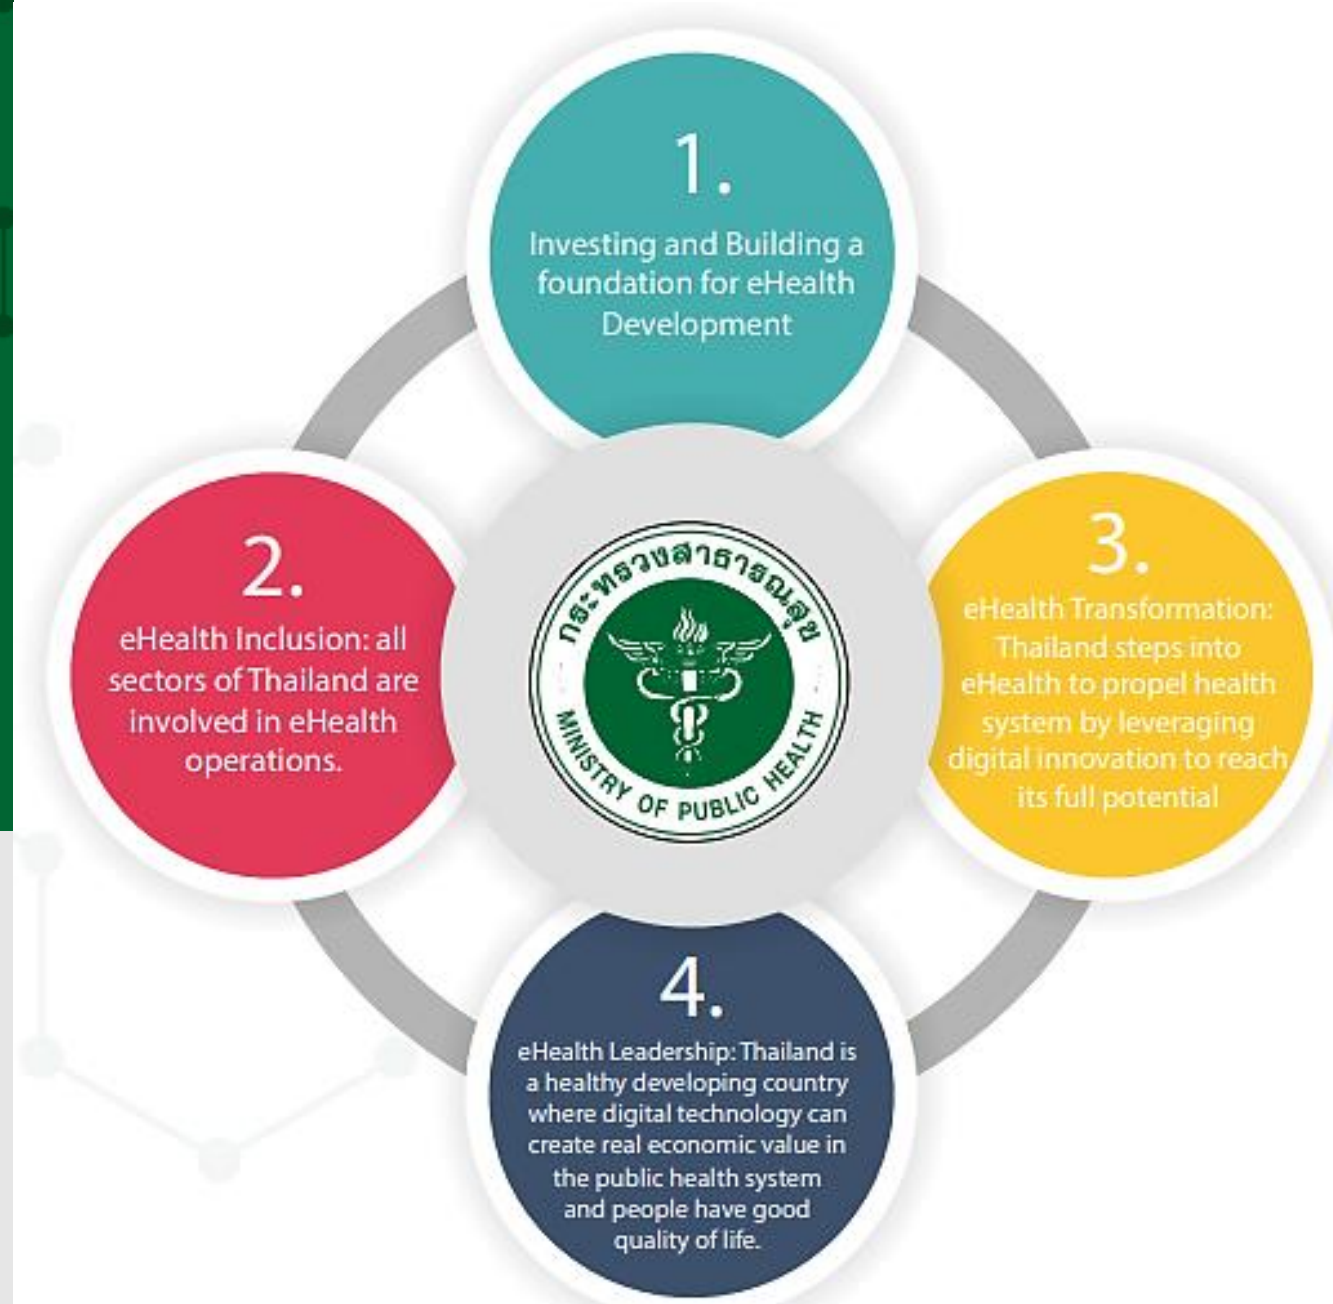 1.
Investing and Building a
foundation for eHealth
Development
2.
eHealth Inclusion: all
sectors of Thailand are
involved in eHealth
operations.
กระทรวงสาธารณสุข
MINISTRY OF PUBLIC HEALTH
3.
eHealth Transformation:
Thailand steps into
eHealth to propel health
system by leveraging
digital innovation to reach
its full potential
4.
eHealth Leadership: Thailand is
a healthy developing country
where digital technology can
create real economic value in
the public health system
and people have good
quality of life.